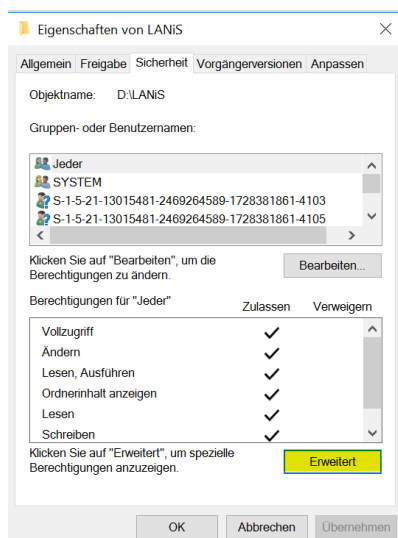 Eigenschaften von LANiS
Allgemein Freigabe Sicherheit Vorgängerversionen Anpassen
Objektname: D:\LANiS
Gruppen- oder Benutzernamen:
Jeder
SYSTEM
S-1-5-21-13015481-2469264589-1728381861-4103
S-1-5-21-13015481-2469264589-1728381861-4105
Klicken Sie auf "Bearbeiten", um die
Berechtigungen zu ändern.
Bearbeiten...
Berechtigungen für "Jeder" Zulassen Verweigern
Vollzugriff
Ändern
Lesen, Ausführen
Ordnerinhalt anzeigen
Lesen
Schreiben
Klicken Sie auf "Erweitert", um spezielle
Berechtigungen anzuzeigen.
Erweitert
OK Abbrechen Übernehmen